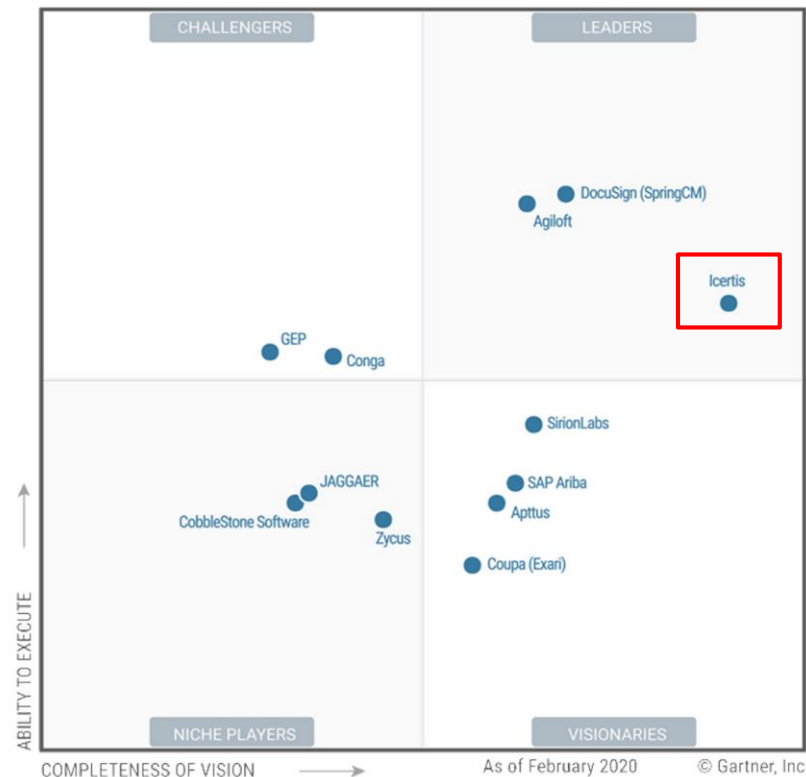 CHALLENGERS
LEADERS
DocuSign (SpringCM)
Agiloft
Icertis
GEP
Conga
SirionLabs
JAGGAER
SAP Ariba
CobbleStone Software
Apttus
Zycus
Coupa (Exari)
ABILITY TO EXECUTE
NICHE PLAYERS
VISIONARIES
COMPLETENESS OF VISION
As of February 2020
© Gartner, Inc